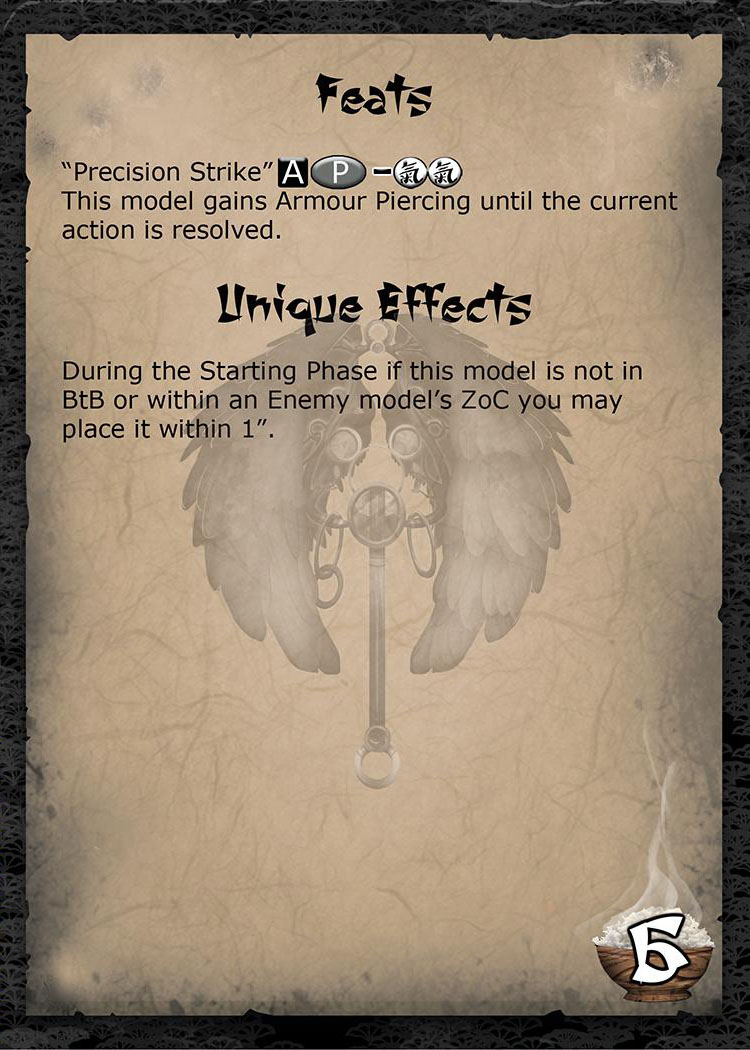 Feats
“Precision Strike” A P -氣氣
This model gains Armour Piercing until the current
action is resolved.
Unique Effects
During the Starting Phase if this model is not in
BtB or within an Enemy model’s ZoC you may
place it within 1”.
5